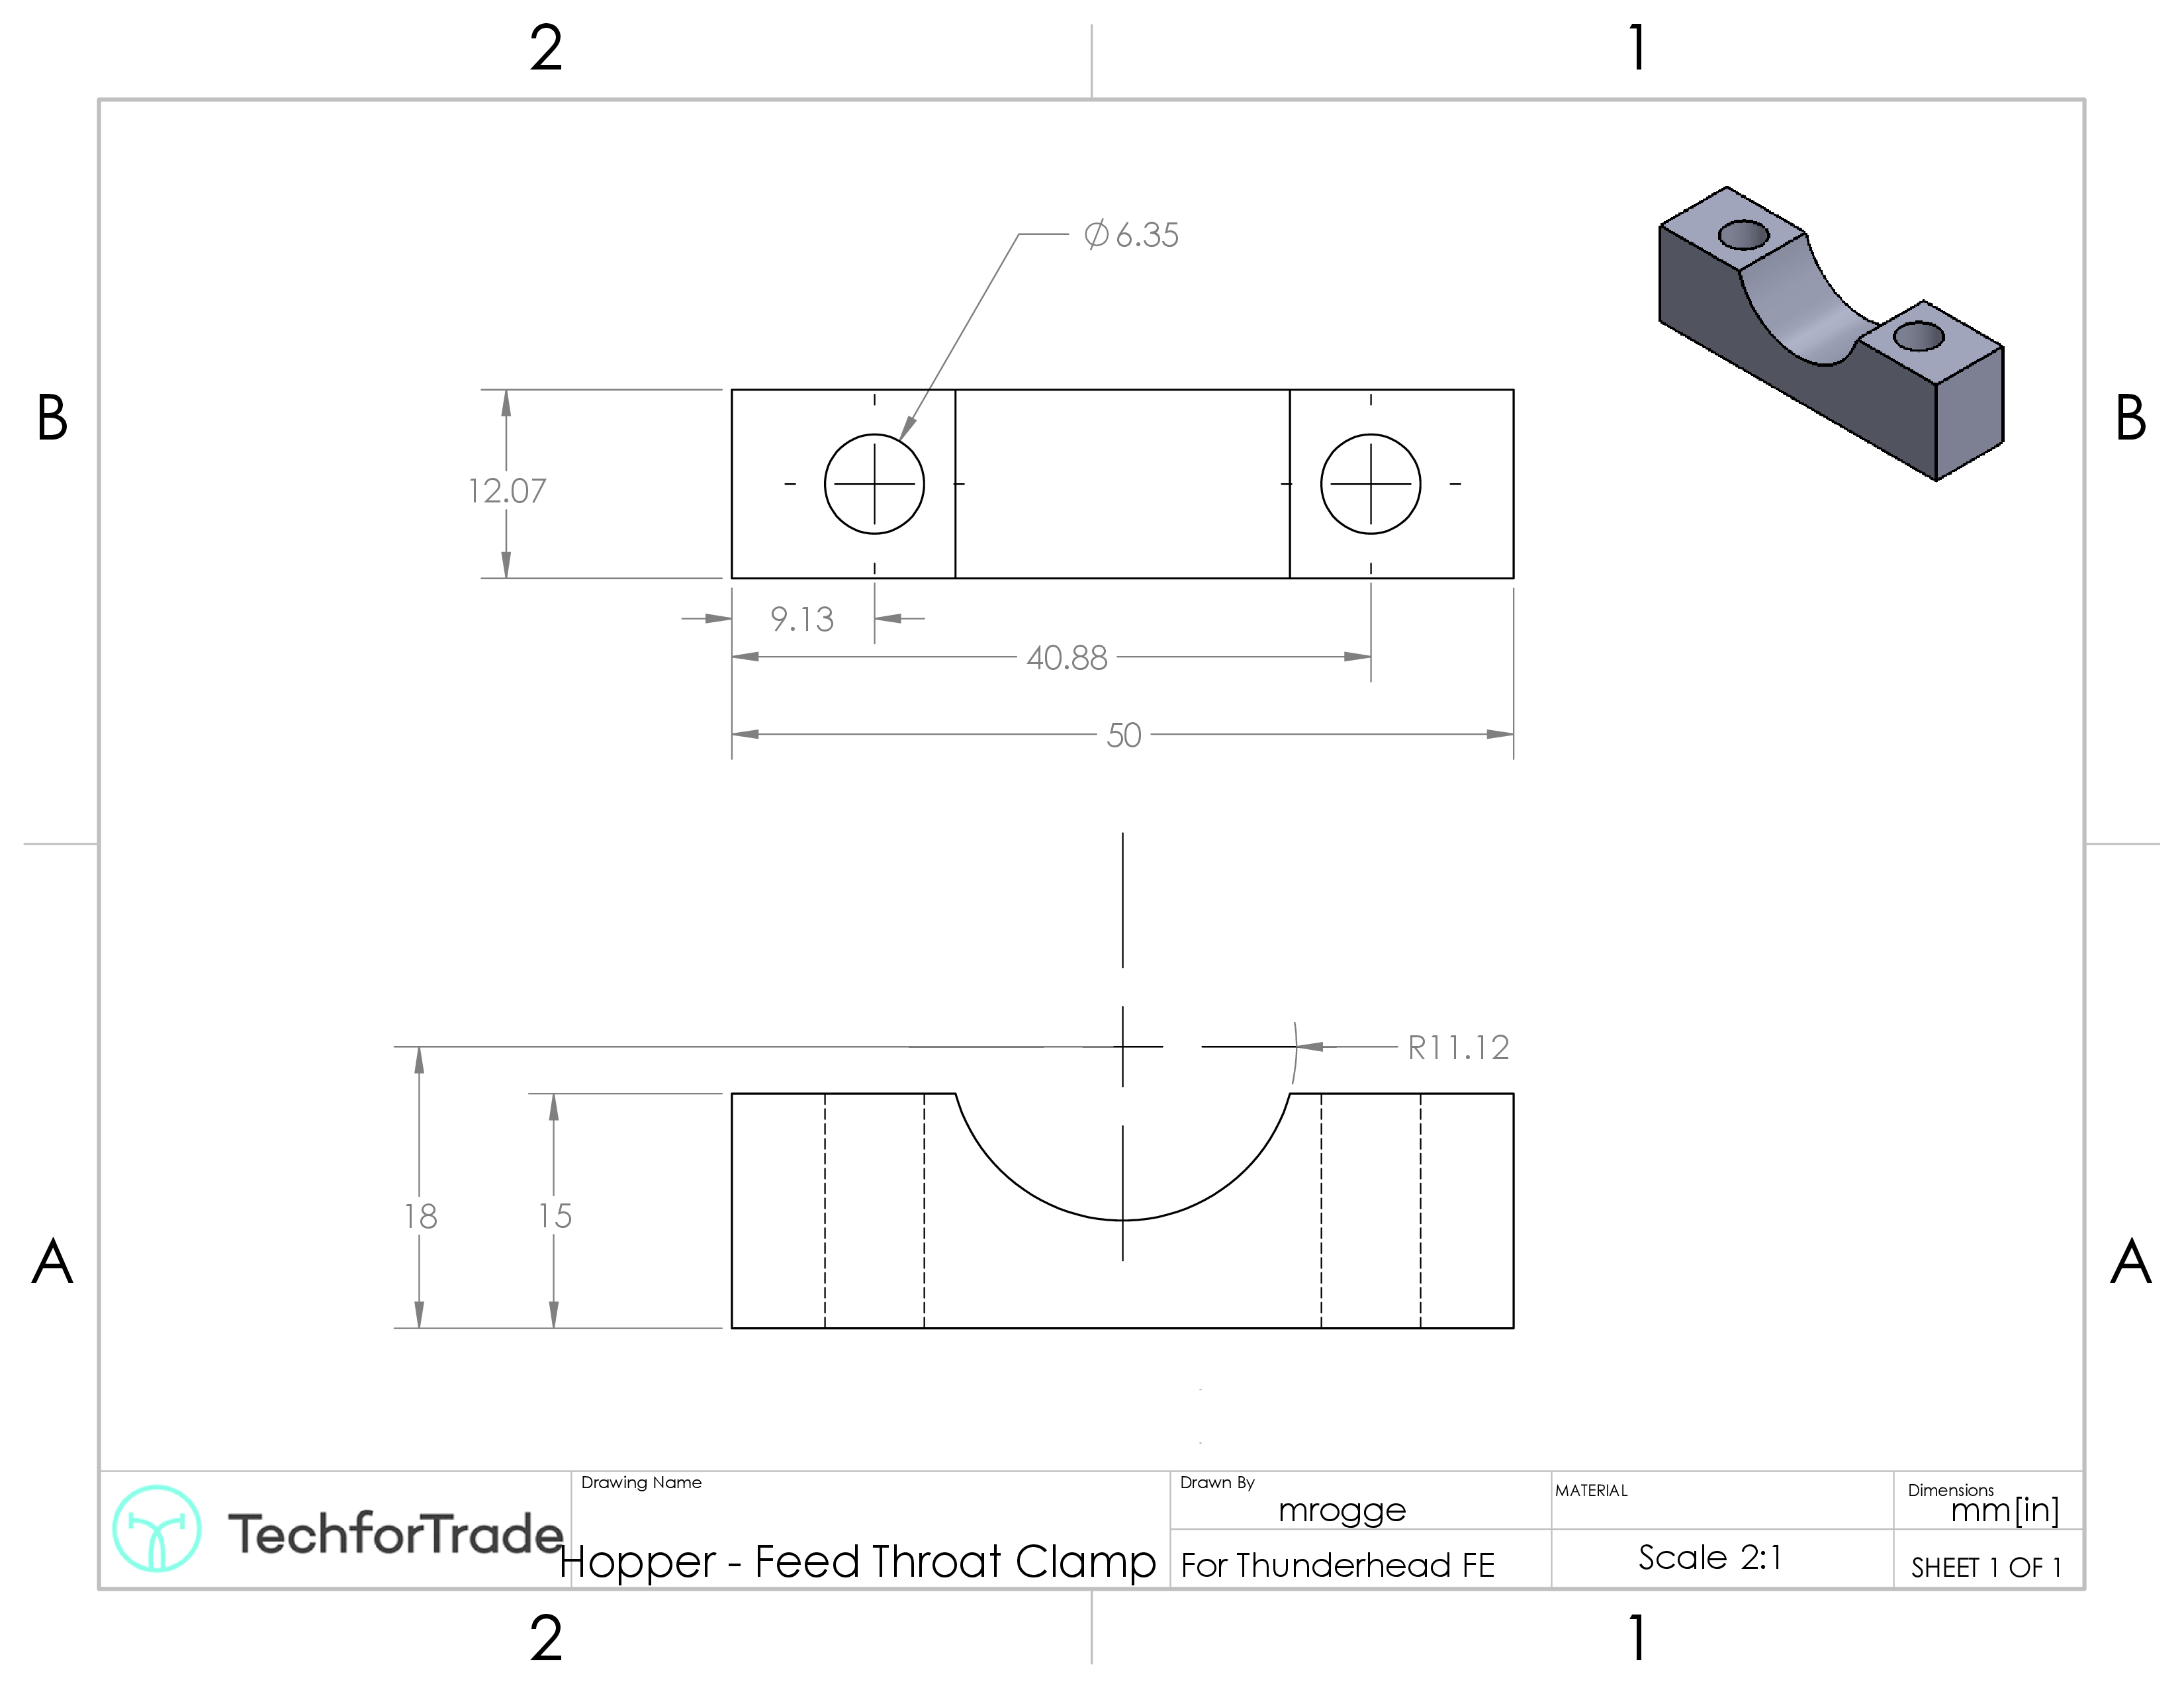 2
1
B
B
Ø6.35
12.07
9.13
40.88
50
R11.12
18
15
A
A
TechforTrade
Drawing Name
Hopper - Feed Throat Clamp
Drawn By
mrogge
For Thunderhead FE
MATERIAL
Scale 2:1
Dimensions
mm[in]
SHEET 1 OF 1
2
1